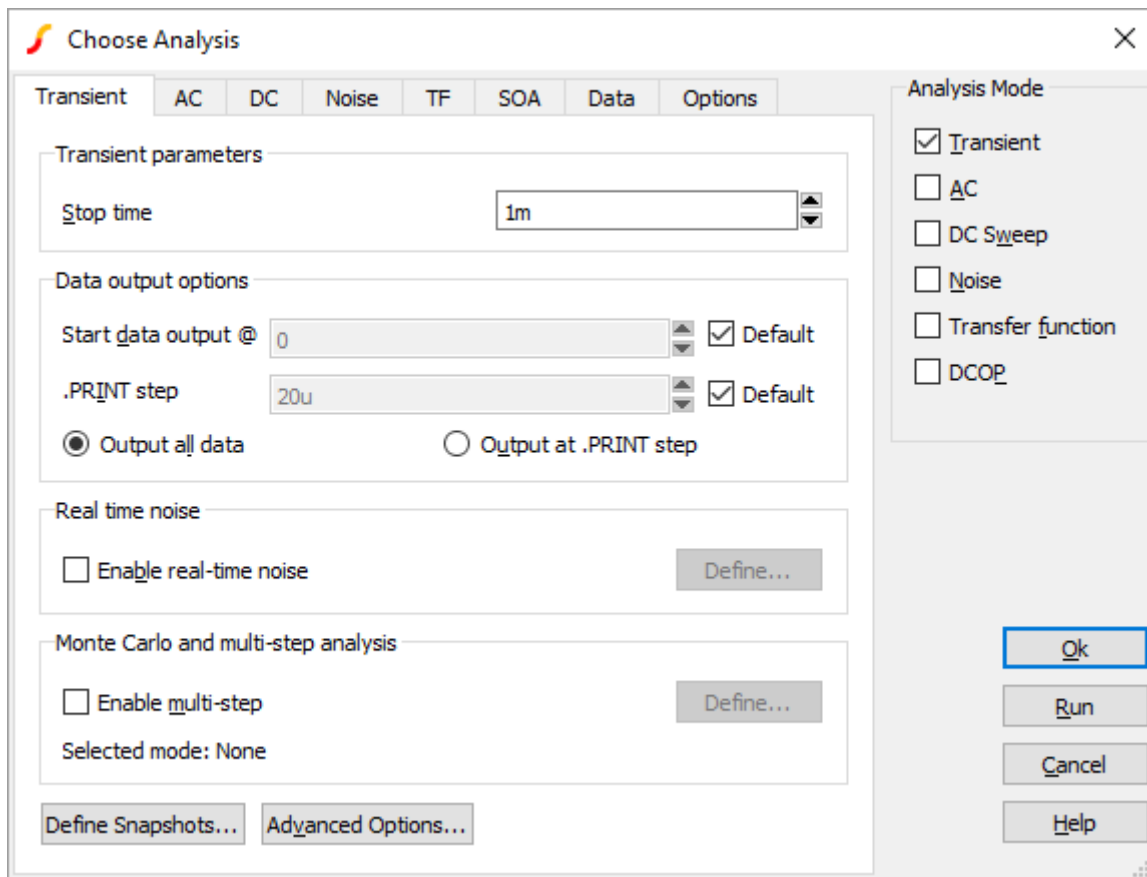 Choose Analysis
Transient AC DC Noise TF SOA Data Options
Transient parameters
Stop time 1m
Data output options
Start data output @ 0 Default
.PRINT step 20u Default
Output all data Output at .PRINT step
Real time noise
Enable real-time noise Define...
Monte Carlo and multi-step analysis
Enable multi-step Define...
Selected mode: None
Define Snapshots... Advanced Options...
Analysis Mode
Transient
AC
DC Sweep
Noise
Transfer function
DCOP
Ok
Run
Cancel
Help